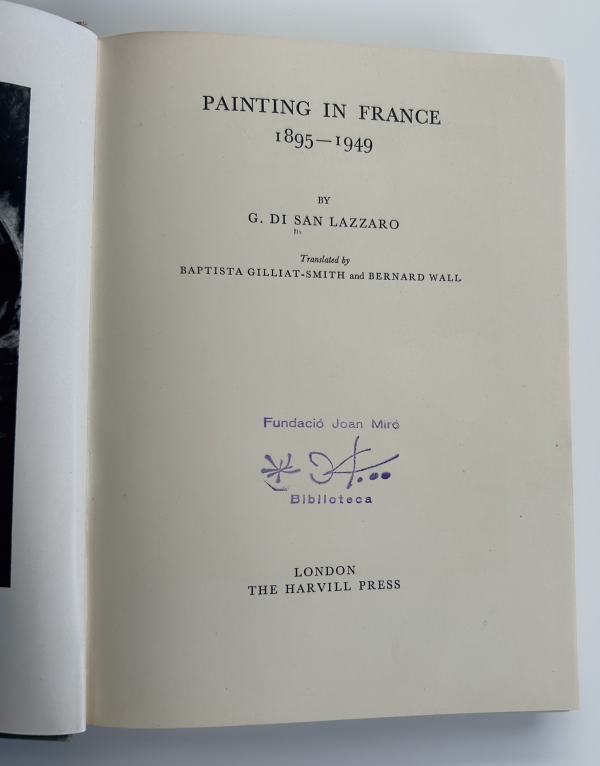 PAINTING IN FRANCE
1895—1949
BY
G. DI SAN LAZZARO
Translated by
BAPTISTA GILLIAT-SMITH and BERNARD WALL
Fundació Joan Miró
Biblioteca
LONDON
THE HARVILL PRESS